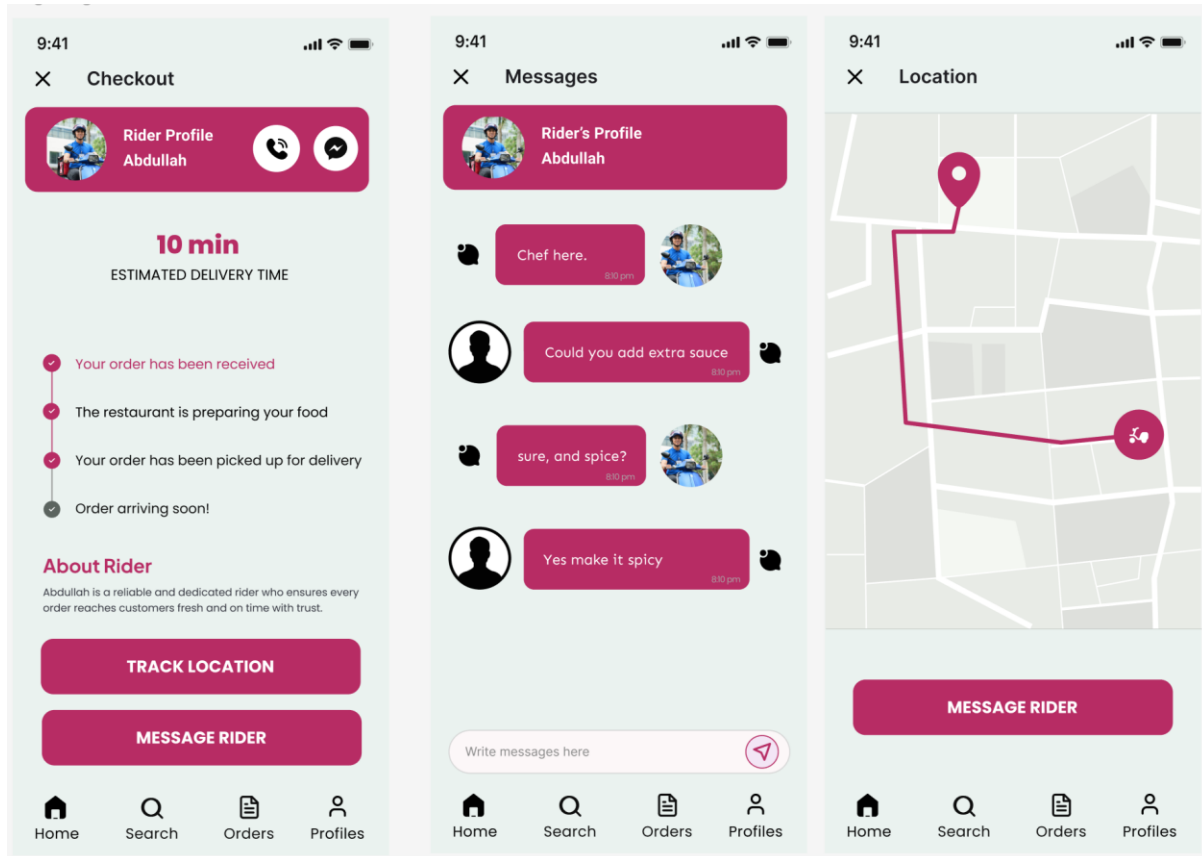 9:41
Checkout
Rider Profile
Abdullah
10 min
ESTIMATED DELIVERY TIME
Your order has been received
The restaurant is preparing your food
Your order has been picked up for delivery
Order arriving soon!
About Rider
Abdullah is a reliable and dedicated rider who ensures every
order reaches customers fresh and on time with trust.
TRACK LOCATION
MESSAGE RIDER
Home
Search
Orders
Profiles
9:41
Messages
Rider's Profile
Abdullah
Chef here.
8:10 pm
Could you add extra sauce
8:10 pm
sure, and spice?
8:10 pm
Yes make it spicy
8:10 pm
Write messages here
Home
Search
Orders
Profiles
9:41
Location
MESSAGE RIDER
Home
Search
Orders
Profiles